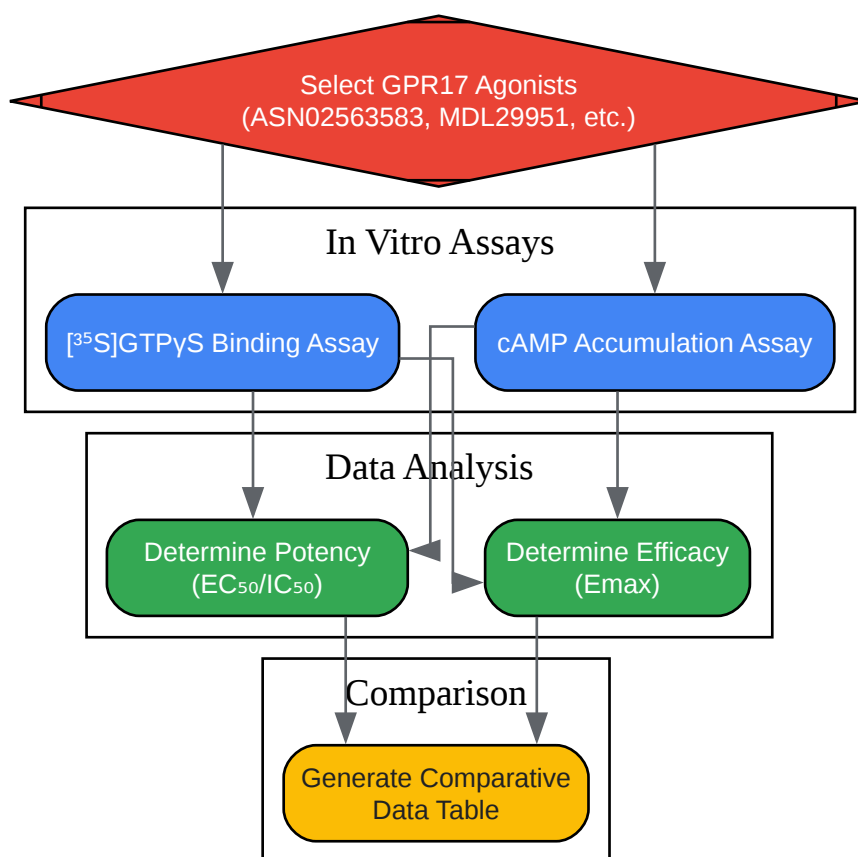 Select GPR17 Agonists
(ASN02563583, MDL29951, etc.)
In Vitro Assays
[³⁵S]GTPγS Binding Assay
cAMP Accumulation Assay
Data Analysis
Determine Potency
(EC₅₀/IC₅₀)
Determine Efficacy
(Emax)
Comparison
Generate Comparative
Data Table